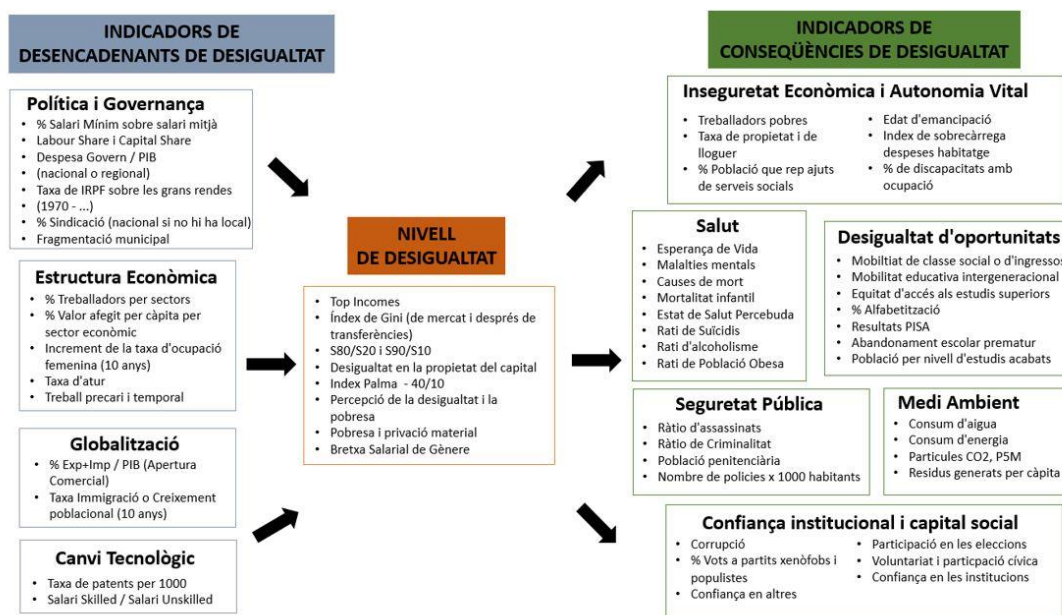 INDICADORS DE
DESENCADENANTS DE DESIGUALTAT
Política i Governança
• % Salari Mínim sobre salari mitjà
• Labour Share i Capital Share
• Despesa Govern / PIB
• (nacional o regional)
• Taxa de IRPF sobre les grans rendes
• (1970 - ...)
• % Sindicació (nacional si no hi ha local)
• Fragmentació municipal
Estructura Econòmica
• % Treballadors per sectors
• % Valor afegit per càpita per
sector econòmic
• Increment de la taxa d'ocupació
femenina (10 anys)
• Taxa d'atur
• Treball precari i temporal
Globalització
• % Exp+Imp / PIB (Apertura
Comercial)
• Taxa Immigració o Creixement
poblacional (10 anys)
Canvi Tecnològic
• Taxa de patents per 1000
• Salari Skilled / Salari Unskilled
NIVELL
DE DESIGUALTAT
• Top Incomes
• Índex de Gini (de mercat i després de
transferències)
• S80/S20 i S90/S10
• Desigualtat en la propietat del capital
• Index Palma - 40/10
• Percepció de la desigualtat i la
pobresa
• Pobresa i privació material
• Bretxa Salarial de Gènere
INDICADORS DE
CONSEQÜÈNCIES DE DESIGUALTAT
Inseguretat Econòmica i Autonomia Vital
• Treballadors pobres
• Taxa de propietat i de
lloguer
• % Població que rep ajuts
de serveis socials
• Edat d'emancipació
• Index de sobrecàrrega
despeses habitatge
• % de discapacitats amb
ocupació
Salut
• Esperança de Vida
• Malalties mentals
• Causes de mort
• Mortalitat infantil
• Estat de Salut Percebuda
• Rati de Suïcidis
• Rati d'alcoholisme
• Rati de Població Obesa
Desigualtat d'oportunitats
• Mobiltiat de classe social o d'ingressos
• Mobilitat educativa intergeneracional
• Equitat d'accés als estudis superiors
• % Alfabetització
• Resultats PISA
• Abandonament escolar prematur
• Població per nivell d'estudis acabats
Seguretat Pública
• Ràtio d'assassinats
• Ràtio de Criminalitat
• Població penitenciària
• Nombre de policies x 1000 habitants
Medi Ambient
• Consum d'aigua
• Consum d'energia
• Particules CO2, P5M
• Residus generats per càpita
Confiança institucional i capital social
• Corrupció
• % Vots a partits xenòfobs i
populistes
• Confiança en altres
• Participació en les eleccions
• Voluntariat i particpació cívica
• Confiança en les institucions